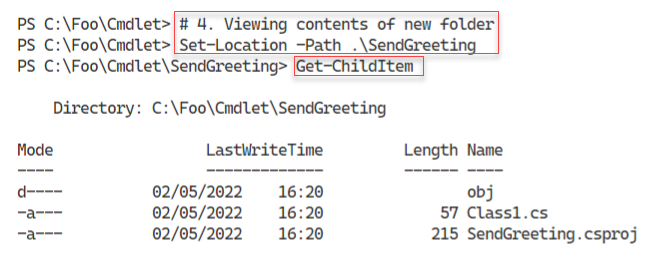 PS C:\Foo\Cmdlet> # 4. Viewing contents of new folder
PS C:\Foo\Cmdlet> Set-Location -Path .\SendGreeting
PS C:\Foo\Cmdlet\SendGreeting> Get-ChildItem
Directory: C:\Foo\Cmdlet\SendGreeting
Mode LastWriteTime Length Name
---- ------------- ------ ----
d---- 02/05/2022 16:20 obj
-a--- 02/05/2022 16:20 57 Class1.cs
-a--- 02/05/2022 16:20 215 SendGreeting.csproj